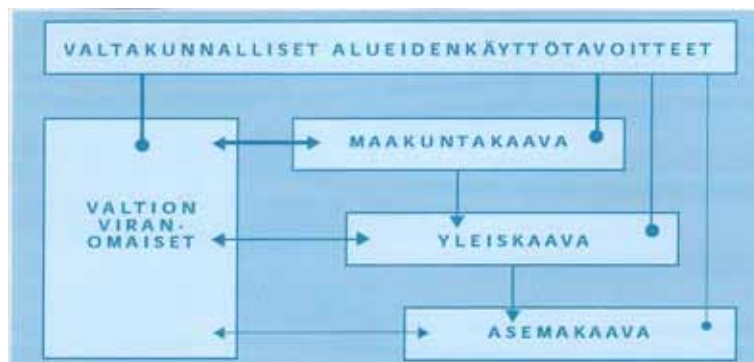 VALTAKUNNALLISET ALUEIDENKÄYTTÖTAVOITTEET
MAAKUNTAKAAVA
VALTION
VIRAN-
OMAISET
YLEISKAAVA
ASEMAKAAVA